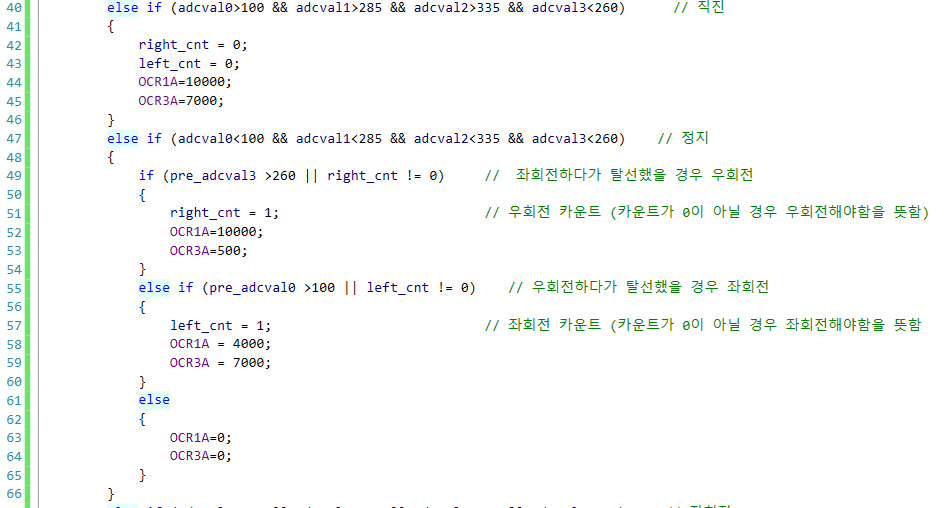 40 else if (adcval0>100 && adcval1>285 && adcval2>335 && adcval3<260) // 직진
41 {
42 right_cnt = 0;
43 left_cnt = 0;
44 OCR1A=10000;
45 OCR3A=7000;
46 }
47 else if (adcval0<100 && adcval1<285 && adcval2<335 && adcval3<260) // 정지
48 {
49 if (pre_adcval3 >260 || right_cnt != 0) // 좌회전하다가 탈선했을 경우 우회전
50 {
51 right_cnt = 1; // 우회전 카운트 (카운트가 0이 아닐 경우 우회전해야함을 뜻함)
52 OCR1A=10000;
53 OCR3A=500;
54 }
55 else if (pre_adcval0 >100 || left_cnt != 0) // 우회전하다가 탈선했을 경우 좌회전
56 {
57 left_cnt = 1; // 좌회전 카운트 (카운트가 0이 아닐 경우 좌회전해야함을 뜻함
58 OCR1A = 4000;
59 OCR3A = 7000;
60 }
61 else
62 {
63 OCR1A=0;
64 OCR3A=0;
65 }
66 }